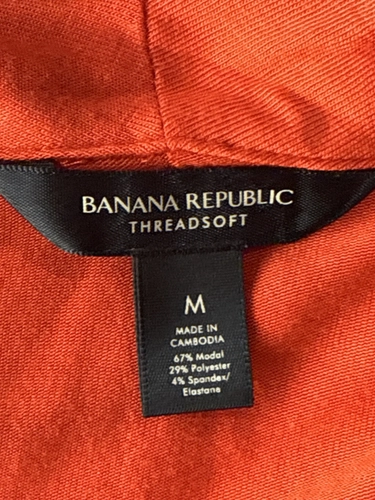 BANANA REPUBLIC
THREADSOFT
M
MADE IN
CAMBODIA
67% Modal
29% Polyester
4% Spandex/
Elastane